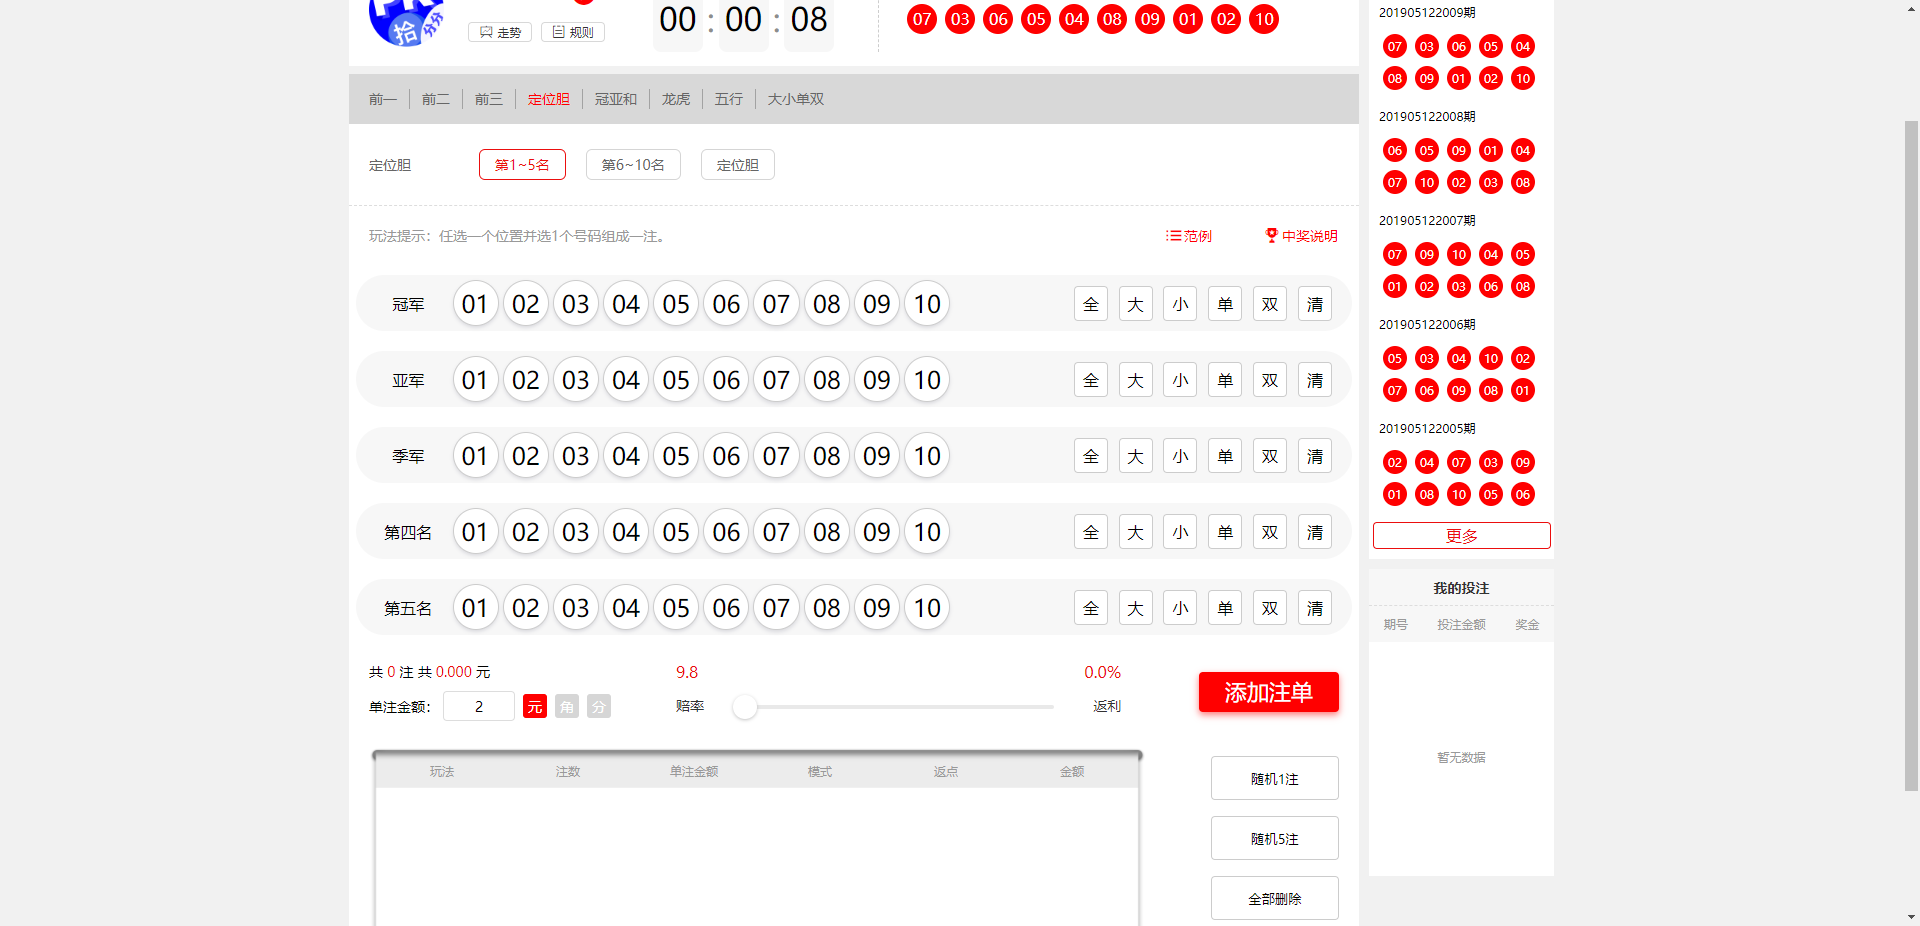 拾
分分
走势
规则
00 : 00 : 08
07 03 06 05 04 08 09 01 02 10
前一 前二 前三 定位胆 冠亚和 龙虎 五行 大小单双
定位胆 第1~5名 第6~10名 定位胆
玩法提示：任选一个位置并选1个号码组成一注。
范例 中奖说明
冠军 01 02 03 04 05 06 07 08 09 10 全 大 小 单 双 清
亚军 01 02 03 04 05 06 07 08 09 10 全 大 小 单 双 清
季军 01 02 03 04 05 06 07 08 09 10 全 大 小 单 双 清
第四名 01 02 03 04 05 06 07 08 09 10 全 大 小 单 双 清
第五名 01 02 03 04 05 06 07 08 09 10 全 大 小 单 双 清
共 0 注 共 0.000 元
单注金额： 2 元 角 分
9.8 0.0%
赔率 返利
添加注单
玩法 注数 单注金额 模式 返点 金额
随机1注
随机5注
全部删除
201905122009期
07 03 06 05 04
08 09 01 02 10
201905122008期
06 05 09 01 04
07 10 02 03 08
201905122007期
07 09 10 04 05
01 02 03 06 08
201905122006期
05 03 04 10 02
07 06 09 08 01
201905122005期
02 04 07 03 09
01 08 10 05 06
更多
我的投注
期号 投注金额 奖金
暂无数据